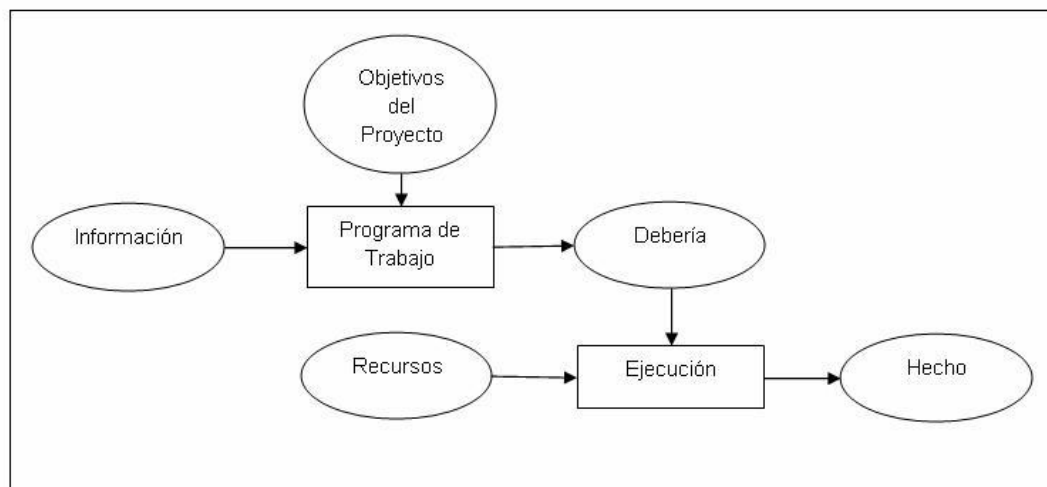 Objetivos
del
Proyecto
Información
Programa de
Trabajo
Debería
Recursos
Ejecución
Hecho